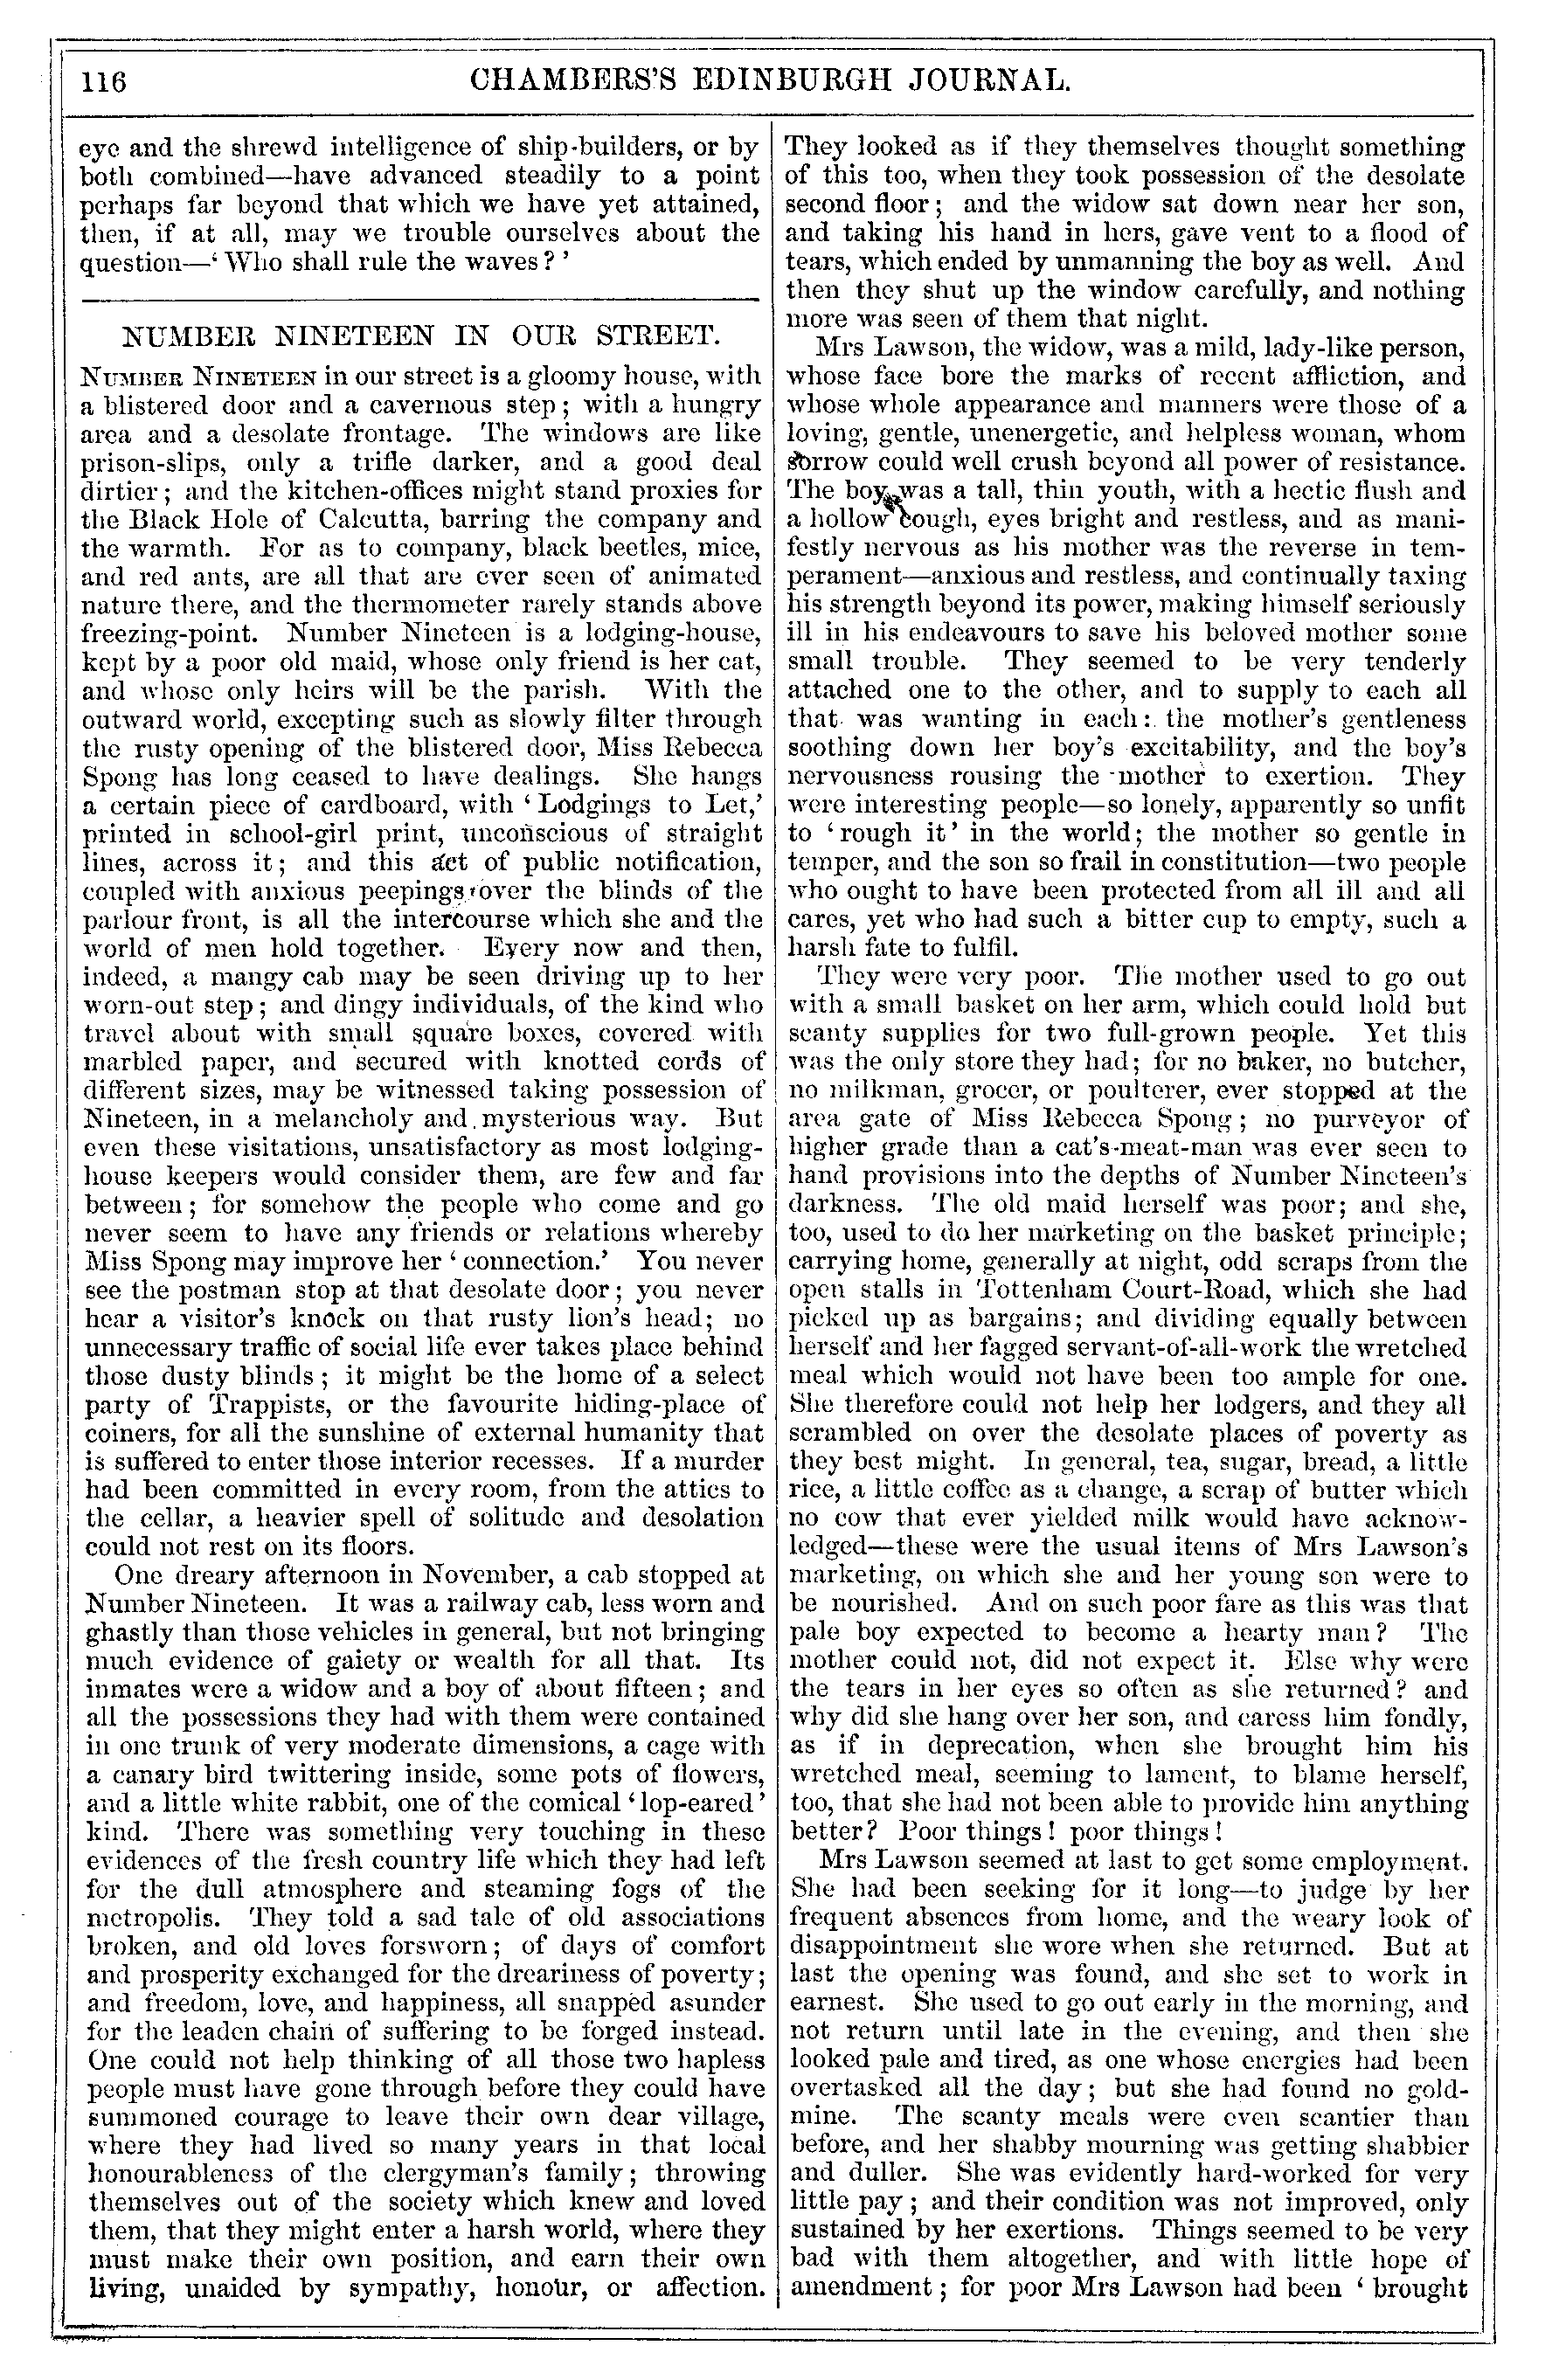 116
CHAMBERS'S EDINBURGH JOURNAL.
eye and the shrewd intelligence of ship-builders, or by
both combined—have advanced steadily to a point
perhaps far beyond that which we have yet attained,
then, if at all, may we trouble ourselves about the
question—‘Who shall rule the waves?’
NUMBER NINETEEN IN OUR STREET.
NUMBER NINETEEN in our street is a gloomy house, with
a blistered door and a cavernous step; with a hungry
area and a desolate frontage. The windows are like
prison-slips, only a trifle darker, and a good deal
dirtier; and the kitchen-offices might stand proxies for
the Black Hole of Calcutta, barring the company and
the warmth. For as to company, black beetles, mice,
and red ants, are all that are ever seen of animated
nature there, and the thermometer rarely stands above
freezing-point. Number Nineteen is a lodging-house,
kept by a poor old maid, whose only friend is her cat,
and whose only heirs will be the parish. With the
outward world, excepting such as slowly filter through
the rusty opening of the blistered door, Miss Rebecca
Spong has long ceased to have dealings. She hangs
a certain piece of cardboard, with ‘Lodgings to Let,’
printed in school-girl print, unconscious of straight
lines, across it; and this act of public notification,
coupled with anxious peepings over the blinds of the
parlour front, is all the intercourse which she and the
world of men hold together. Every now and then,
indeed, a mangy cab may be seen driving up to her
worn-out step; and dingy individuals, of the kind who
travel about with small square boxes, covered with
marbled paper, and secured with knotted cords of
different sizes, may be witnessed taking possession of
Nineteen, in a melancholy and mysterious way. But
even these visitations, unsatisfactory as most lodging-
house keepers would consider them, are few and far
between; for somehow the people who come and go
never seem to have any friends or relations whereby
Miss Spong may improve her ‘connection.’ You never
see the postman stop at that desolate door; you never
hear a visitor's knock on that rusty lion's head; no
unnecessary traffic of social life ever takes place behind
those dusty blinds; it might be the home of a select
party of Trappists, or the favourite hiding-place of
coiners, for all the sunshine of external humanity that
is suffered to enter those interior recesses. If a murder
had been committed in every room, from the attics to
the cellar, a heavier spell of solitude and desolation
could not rest on its floors.
One dreary afternoon in November, a cab stopped at
Number Nineteen. It was a railway cab, less worn and
ghastly than those vehicles in general, but not bringing
much evidence of gaiety or wealth for all that. Its
inmates were a widow and a boy of about fifteen; and
all the possessions they had with them were contained
in one trunk of very moderate dimensions, a cage with
a canary bird twittering inside, some pots of flowers,
and a little white rabbit, one of the comical ‘lop-eared’
kind. There was something very touching in these
evidences of the fresh country life which they had left
for the dull atmosphere and steaming fogs of the
metropolis. They told a sad tale of old associations
broken, and old loves forsworn; of days of comfort
and prosperity exchanged for the dreariness of poverty;
and freedom, love, and happiness, all snapped asunder
for the leaden chain of suffering to be forged instead.
One could not help thinking of all those two hapless
people must have gone through before they could have
summoned courage to leave their own dear village,
where they had lived so many years in that local
honourableness of the clergyman's family; throwing
themselves out of the society which knew and loved
them, that they might enter a harsh world, where they
must make their own position, and earn their own
living, unaided by sympathy, honour, or affection.
They looked as if they themselves thought something
of this too, when they took possession of the desolate
second floor; and the widow sat down near her son,
and taking his hand in hers, gave vent to a flood of
tears, which ended by unmanning the boy as well. And
then they shut up the window carefully, and nothing
more was seen of them that night.
Mrs Lawson, the widow, was a mild, lady-like person,
whose face bore the marks of recent affliction, and
whose whole appearance and manners were those of a
loving, gentle, unenergetic, and helpless woman, whom
sorrow could well crush beyond all power of resistance.
The boy was a tall, thin youth, with a hectic flush and
a hollow cough, eyes bright and restless, and as mani-
festly nervous as his mother was the reverse in tem-
perament—anxious and restless, and continually taxing
his strength beyond its power, making himself seriously
ill in his endeavours to save his beloved mother some
small trouble. They seemed to be very tenderly
attached one to the other, and to supply to each all
that was wanting in each: the mother's gentleness
soothing down her boy's excitability, and the boy's
nervousness rousing the mother to exertion. They
were interesting people—so lonely, apparently so unfit
to ‘rough it’ in the world; the mother so gentle in
temper, and the son so frail in constitution—two people
who ought to have been protected from all ill and all
cares, yet who had such a bitter cup to empty, such a
harsh fate to fulfil.
They were very poor. The mother used to go out
with a small basket on her arm, which could hold but
scanty supplies for two full-grown people. Yet this
was the only store they had; for no baker, no butcher,
no milkman, grocer, or poulterer, ever stopped at the
area gate of Miss Rebecca Spong; no purveyor of
higher grade than a cat's-meat-man was ever seen to
hand provisions into the depths of Number Nineteen's
darkness. The old maid herself was poor; and she,
too, used to do her marketing on the basket principle;
carrying home, generally at night, odd scraps from the
open stalls in Tottenham Court-Road, which she had
picked up as bargains; and dividing equally between
herself and her fagged servant-of-all-work the wretched
meal which would not have been too ample for one.
She therefore could not help her lodgers, and they all
scrambled on over the desolate places of poverty as
they best might. In general, tea, sugar, bread, a little
rice, a little coffee as a change, a scrap of butter which
no cow that ever yielded milk would have acknow-
ledged—these were the usual items of Mrs Lawson's
marketing, on which she and her young son were to
be nourished. And on such poor fare as this was that
pale boy expected to become a hearty man? The
mother could not, did not expect it. Else why were
the tears in her eyes so often as she returned? and
why did she hang over her son, and caress him fondly,
as if in deprecation, when she brought him his
wretched meal, seeming to lament, to blame herself,
too, that she had not been able to provide him anything
better? Poor things! poor things!
Mrs Lawson seemed at last to get some employment.
She had been seeking for it long—to judge by her
frequent absences from home, and the weary look of
disappointment she wore when she returned. But at
last the opening was found, and she set to work in
earnest. She used to go out early in the morning, and
not return until late in the evening, and then she
looked pale and tired, as one whose energies had been
overtasked all the day; but she had found no gold-
mine. The scanty meals were even scantier than
before, and her shabby mourning was getting shabbier
and duller. She was evidently hard-worked for very
little pay; and their condition was not improved, only
sustained by her exertions. Things seemed to be very
bad with them altogether, and with little hope of
amendment; for poor Mrs Lawson had been ‘brought